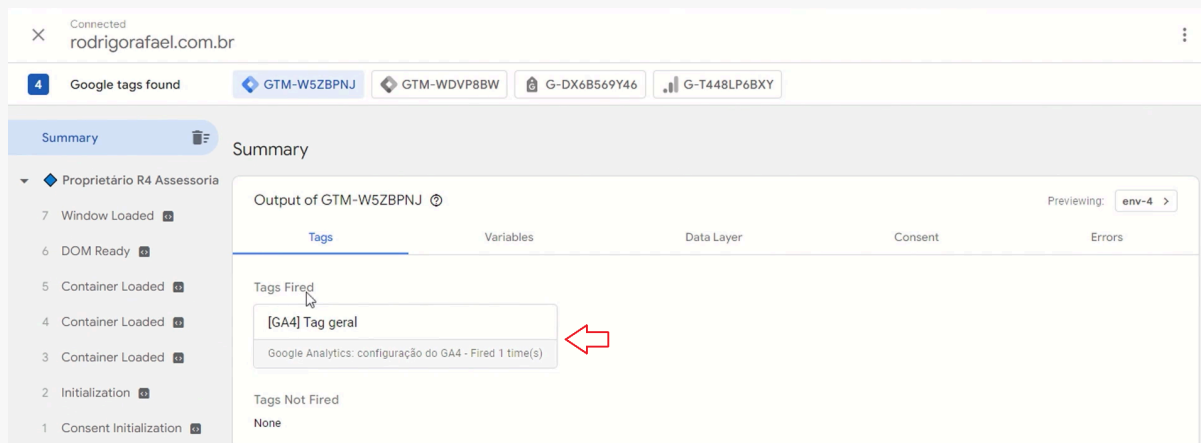 Connected
rodrigorafael.com.br
4 Google tags found GTM-W5ZBPNJ GTM-WDVP8BW G-DX6B569Y46 G-T448LP6BXY
Summary
Proprietário R4 Assessoria
7 Window Loaded
6 DOM Ready
5 Container Loaded
4 Container Loaded
3 Container Loaded
2 Initialization
1 Consent Initialization
Summary
Output of GTM-W5ZBPNJ
Previewing: env-4
Tags Variables Data Layer Consent Errors
Tags Fired
[GA4] Tag geral
Google Analytics: configuração do GA4 - Fired 1 time(s)
Tags Not Fired
None